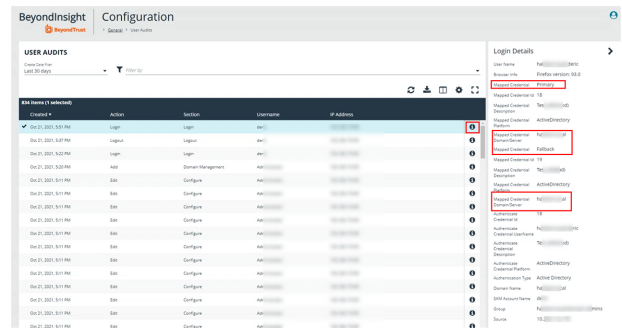 BeyondInsight
BeyondTrust
Configuration
General > User Audits
USER AUDITS
Create Date Filter
Last 30 days
Filter by
834 items (1 selected)
Created Action Section Username IP Address
Oct 21, 2021, 5:51 PM Login Login
Oct 21, 2021, 5:37 PM Logout Logout
Oct 21, 2021, 5:22 PM Login Login
Oct 21, 2021, 5:20 PM Add Domain Management
Oct 21, 2021, 5:11 PM Edit Configure
Oct 21, 2021, 5:11 PM Edit Configure
Oct 21, 2021, 5:11 PM Edit Configure
Oct 21, 2021, 5:11 PM Edit Configure
Oct 21, 2021, 5:11 PM Edit Configure
Oct 21, 2021, 5:11 PM Edit Configure
Oct 21, 2021, 5:11 PM Edit Configure
Oct 21, 2021, 5:11 PM Edit Configure
Oct 21, 2021, 5:11 PM Edit Configure
Oct 21, 2021, 5:11 PM Edit Configure
Oct 21, 2021, 5:11 PM Edit Configure
Login Details
User Name
Browser Info Firefox version: 93.0
Mapped Credential Primary
Mapped Credential Id 18
Mapped Credential
Description
Mapped Credential ActiveDirectory
Platform
Mapped Credential
Domain/Server
Mapped Credential Fallback
Mapped Credential Id 19
Mapped Credential
Description
Mapped Credential ActiveDirectory
Platform
Mapped Credential
Domain/Server
Authenticate 18
Credential Id
Authenticate
Credential UserName
Authenticate
Credential
Description
Authenticate ActiveDirectory
Credential Platform
Authentication Type Active Directory
Domain Name
SAM Account Name
Group
Source